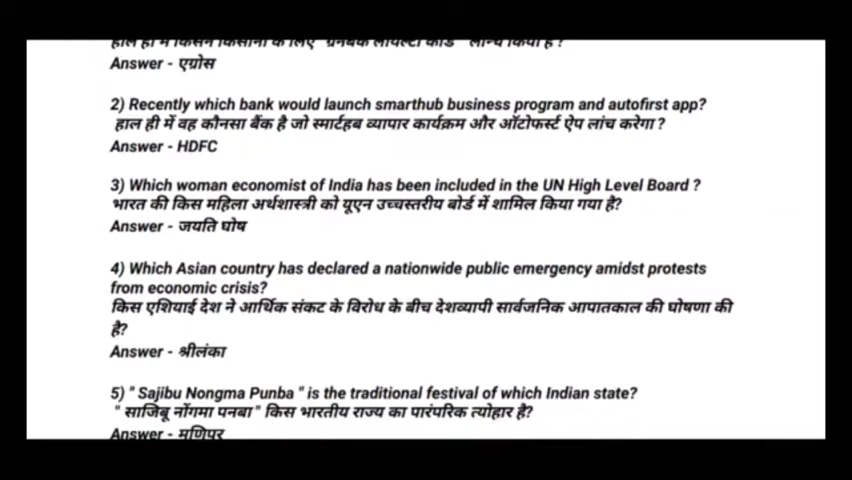 हाल ही में किसने किसानों के लिए "ग्रनबक लॉयल्टी कार्ड" लॉन्च किया है ?
Answer - एग्रोस
2) Recently which bank would launch smarthub business program and autofirst app?
हाल ही में वह कौनसा बैंक है जो स्मार्टहब व्यापार कार्यक्रम और ऑटोफर्स्ट ऐप लांच करेगा ?
Answer - HDFC
3) Which woman economist of India has been included in the UN High Level Board ?
भारत की किस महिला अर्थशास्त्री को यूएन उच्चस्तरीय बोर्ड में शामिल किया गया है?
Answer - जयति घोष
4) Which Asian country has declared a nationwide public emergency amidst protests
from economic crisis?
किस एशियाई देश ने आर्थिक संकट के विरोध के बीच देशव्यापी सार्वजनिक आपातकाल की घोषणा की
है?
Answer - श्रीलंका
5) " Sajibu Nongma Punba " is the traditional festival of which Indian state?
" साजिबू नोंगमा पनबा " किस भारतीय राज्य का पारंपरिक त्योहार है?
Answer - मणिपुर